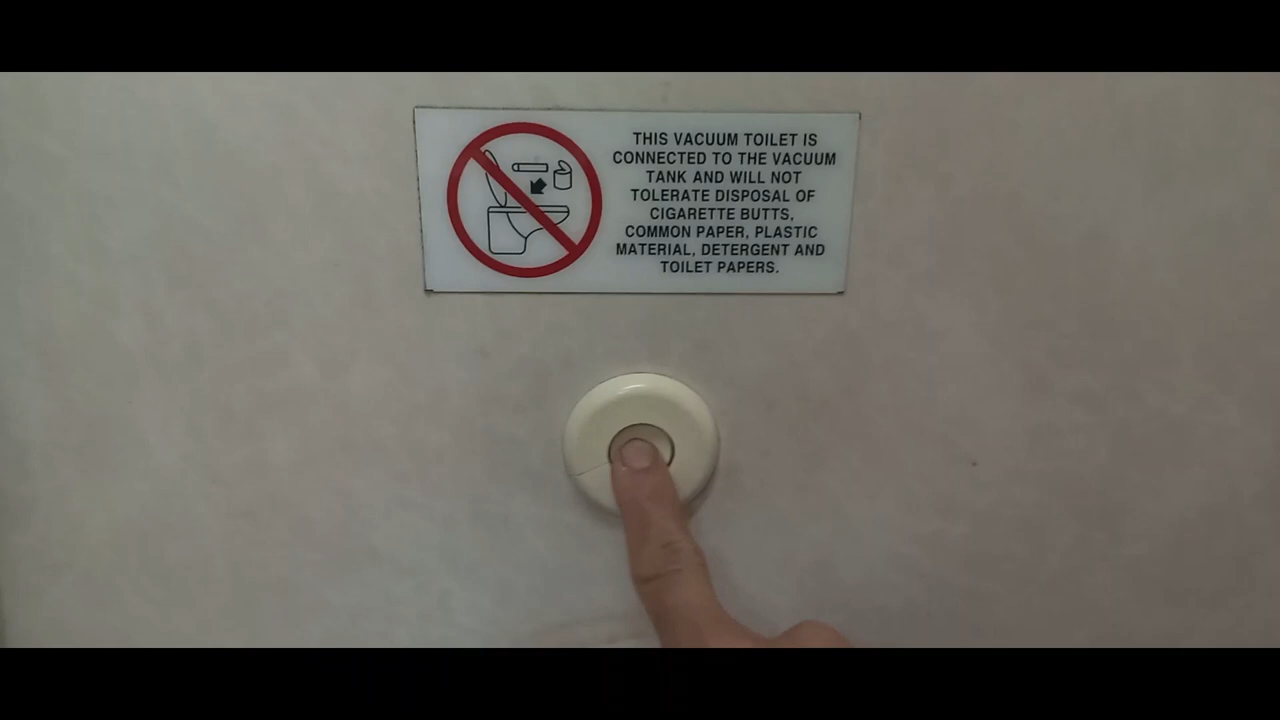 THIS VACUUM TOILET IS
CONNECTED TO THE VACUUM
TANK AND WILL NOT
TOLERATE DISPOSAL OF
CIGARETTE BUTTS,
COMMON PAPER, PLASTIC
MATERIAL, DETERGENT AND
TOILET PAPERS.